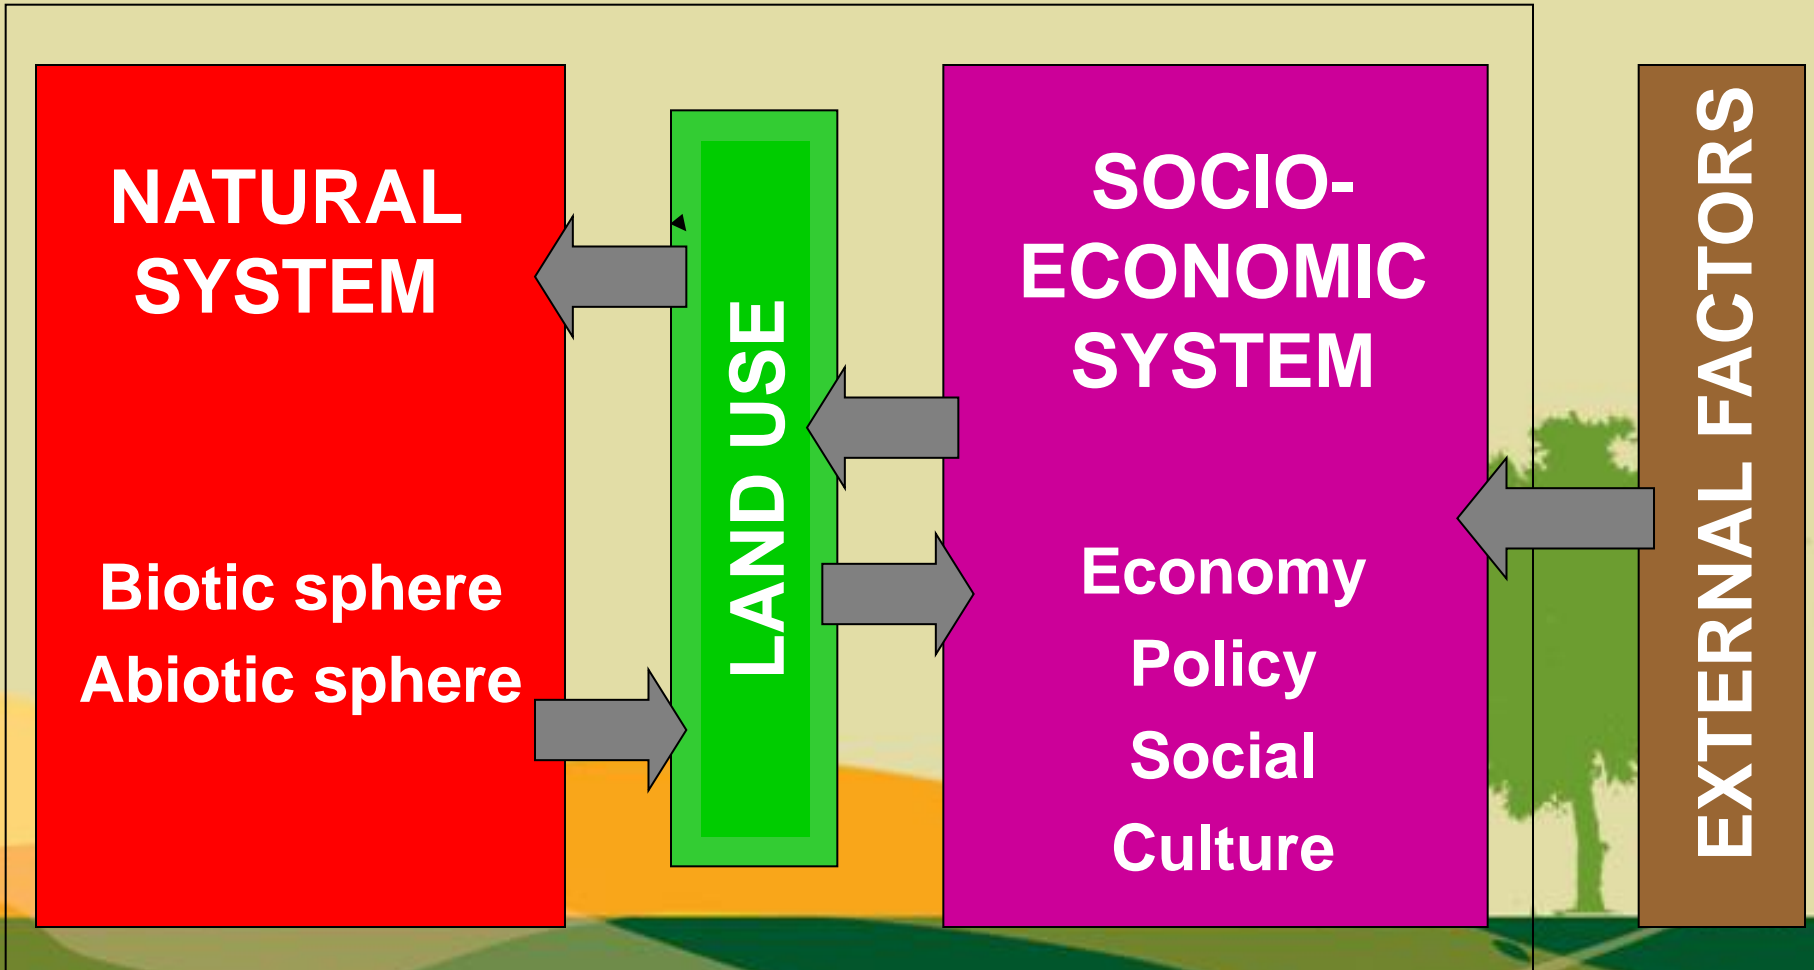 NATURAL
SYSTEM
Biotic sphere
Abiotic sphere
LAND USE
SOCIO-
ECONOMIC
SYSTEM
Economy
Policy
Social
Culture
EXTERNAL FACTORS